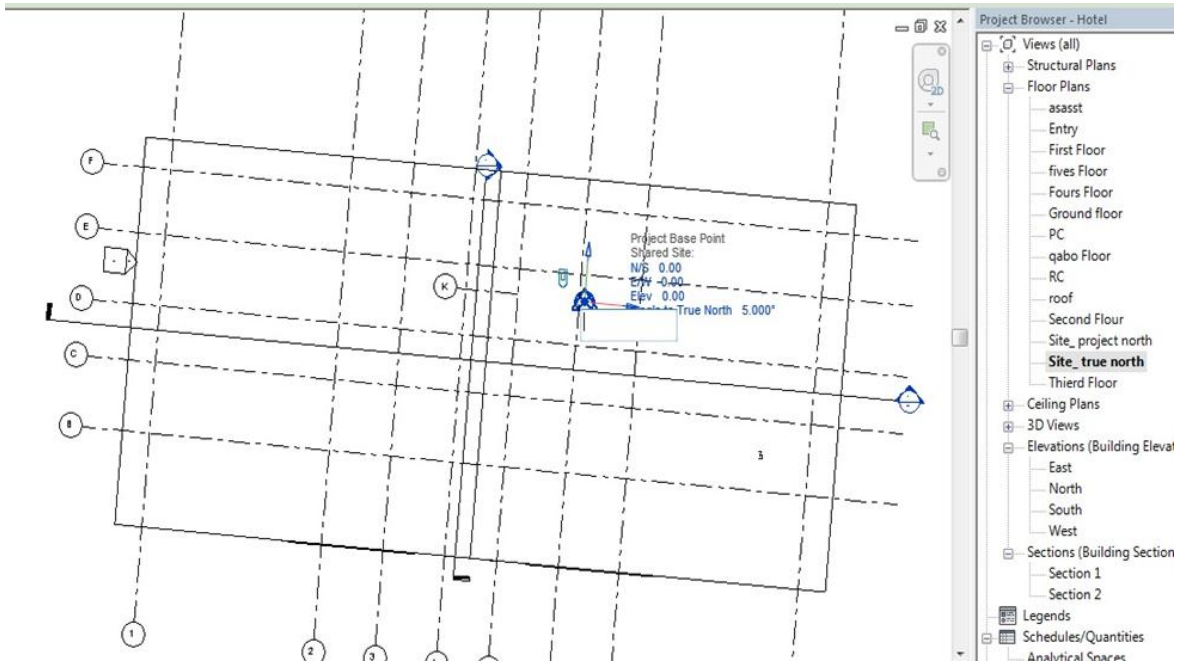 Project Browser - Hotel
Views (all)
Structural Plans
Floor Plans
asasst
Entry
First Floor
fives Floor
Fours Floor
Ground floor
PC
qabo Floor
RC
roof
Second Flour
Site_ project north
Site_ true north
Thierd Floor
Ceiling Plans
3D Views
Elevations (Building Elevat
East
North
South
West
Sections (Building Section
Section 1
Section 2
Legends
Schedules/Quantities
Analytical Spaces
2D
Project Base Point
Shared Site:
N/S 0.00
E/W -0.00
Elev 0.00
True North 5.000°
F
E
D
C
B
K
1
2
3